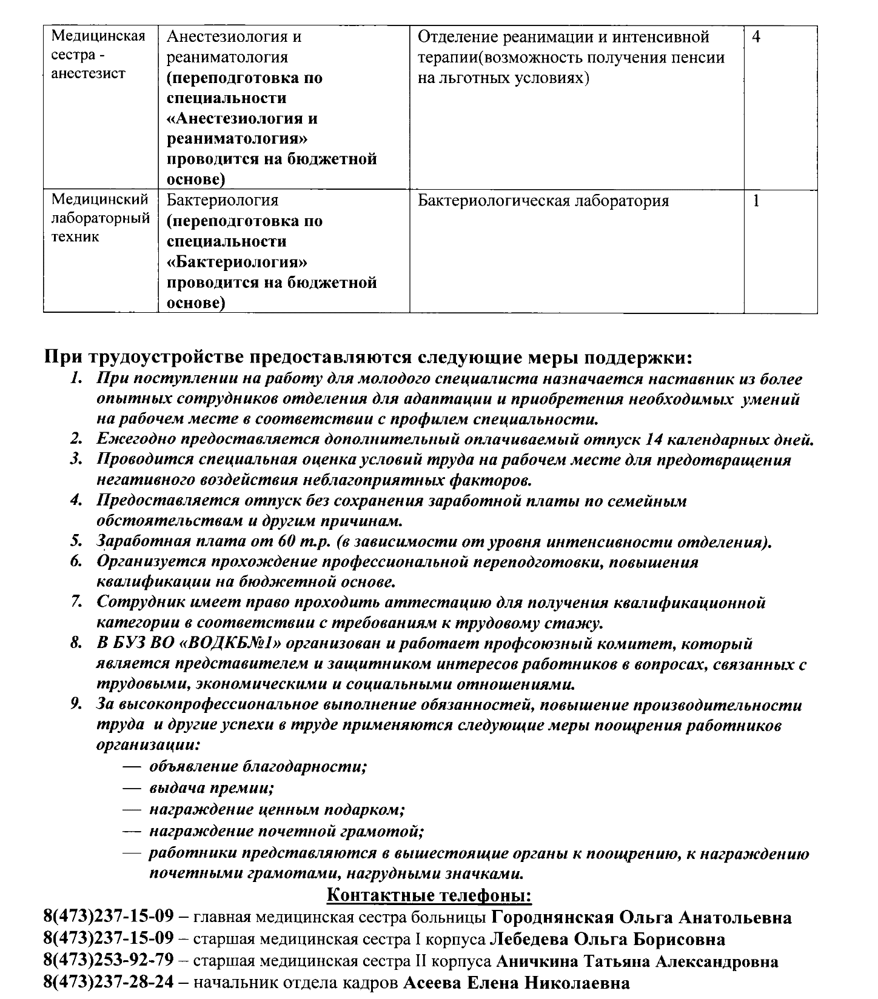 Медицинская
сестра -
анестезист
Анестезиология и
реаниматология
(переподготовка по
специальности
«Анестезиология и
реаниматология»
проводится на бюджетной
основе)
Отделение реанимации и интенсивной
терапии(возможность получения пенсии
на льготных условиях)
4
Медицинский
лабораторный
техник
Бактериология
(переподготовка по
специальности
«Бактериология»
проводится на бюджетной
основе)
Бактериологическая лаборатория
1
При трудоустройстве предоставляются следующие меры поддержки:
1. При поступлении на работу для молодого специалиста назначается наставник из более
опытных сотрудников отделения для адаптации и приобретения необходимых умений
на рабочем месте в соответствии с профилем специальности.
2. Ежегодно предоставляется дополнительный оплачиваемый отпуск 14 календарных дней.
3. Проводится специальная оценка условий труда на рабочем месте для предотвращения
негативного воздействия неблагоприятных факторов.
4. Предоставляется отпуск без сохранения заработной платы по семейным
обстоятельствам и другим причинам.
5. Заработная плата от 60 т.р. (в зависимости от уровня интенсивности отделения).
6. Организуется прохождение профессиональной переподготовки, повышения
квалификации на бюджетной основе.
7. Сотрудник имеет право проходить аттестацию для получения квалификационной
категории в соответствии с требованиям к трудовому стажу.
8. В БУЗ ВО «ВОДКБ№1» организован и работает профсоюзный комитет, который
является представителем и защитником интересов работников в вопросах, связанных с
трудовыми, экономическими и социальными отношениями.
9. За высокопрофессиональное выполнение обязанностей, повышение производительности
труда и другие успехи в труде применяются следующие меры поощрения работников
организации:
— объявление благодарности;
— выдача премии;
— награждение ценным подарком;
— награждение почетной грамотой;
— работники представляются в вышестоящие органы к поощрению, к награждению
почетными грамотами, нагрудными значками.
Контактные телефоны:
8(473)237-15-09 – главная медицинская сестра больницы Городнянская Ольга Анатольевна
8(473)237-15-09 – старшая медицинская сестра I корпуса Лебедева Ольга Борисовна
8(473)253-92-79 – старшая медицинская сестра II корпуса Аничкина Татьяна Александровна
8(473)237-28-24 – начальник отдела кадров Асеева Елена Николаевна